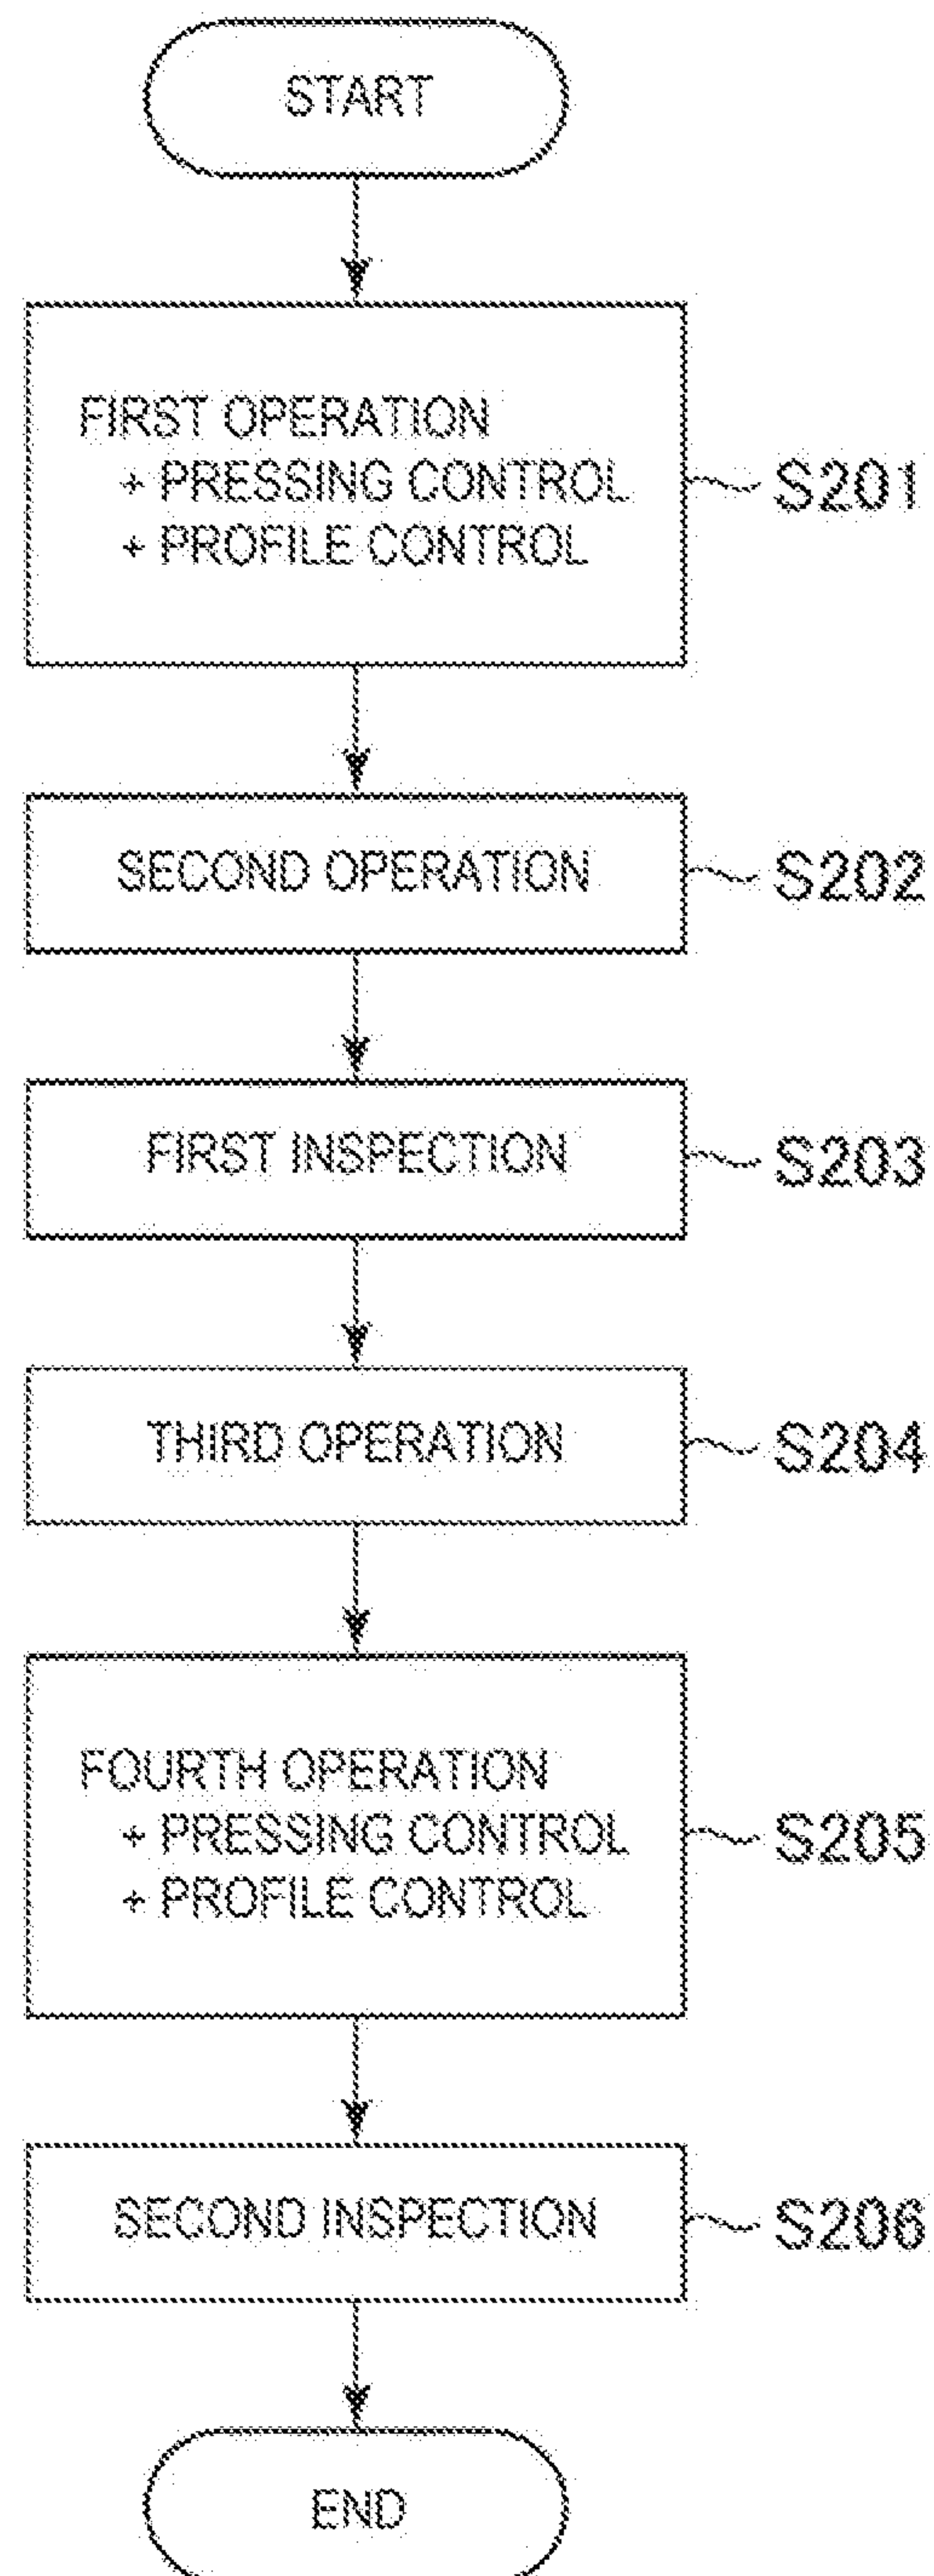 START
FIRST OPERATION
+ PRESSING CONTROL
+ PROFILE CONTROL
S201
SECOND OPERATION
S202
FIRST INSPECTION
S203
THIRD OPERATION
S204
FOURTH OPERATION
+ PRESSING CONTROL
+ PROFILE CONTROL
S205
SECOND INSPECTION
S206
END